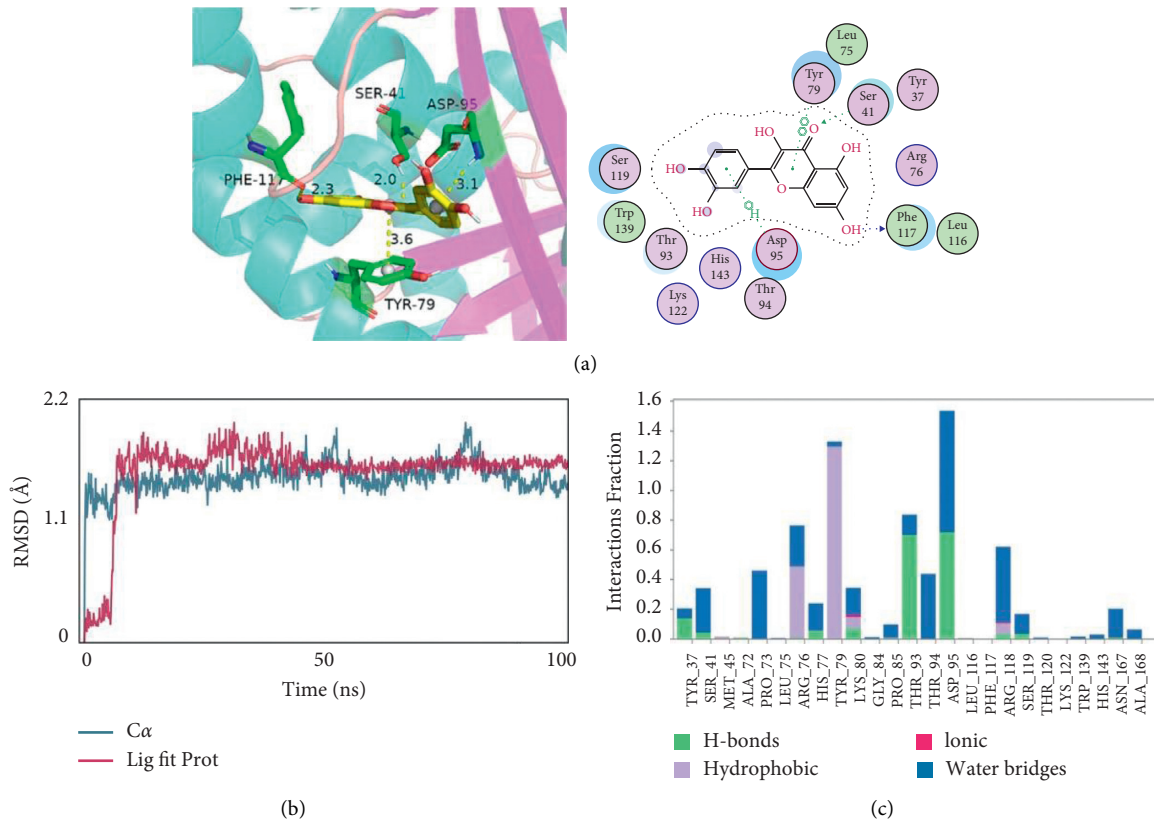 SER-41
ASP-95
PHE-117
2.3
2.0
3.1
3.6
TYR-79
Leu
75
Tyr
79
Ser
41
Tyr
37
Arg
76
Phe
117
Leu
116
Ser
119
Trp
139
Thr
93
His
143
Asp
95
Lys
122
Thr
94
HO
O
OH
HO
HO
O
OH
H
(a)
2.2
1.1
0
RMSD (Å)
0
50
100
Time (ns)
Cα
Lig fit Prot
(b)
1.6
1.4
1.2
1.0
0.8
0.6
0.4
0.2
0.0
Interactions Fraction
TYR_37
SER_41
MET_45
ALA_72
PRO_73
LEU_75
ARG_76
HIS_77
TYR_79
LYS_80
GLY_84
PRO_85
THR_93
THR_94
ASP_95
LEU_116
PHE_117
ARG_118
SER_119
THR_120
LYS_122
TRP_139
HIS_143
ASN_167
ALA_168
H-bonds
Hydrophobic
Ionic
Water bridges
(c)